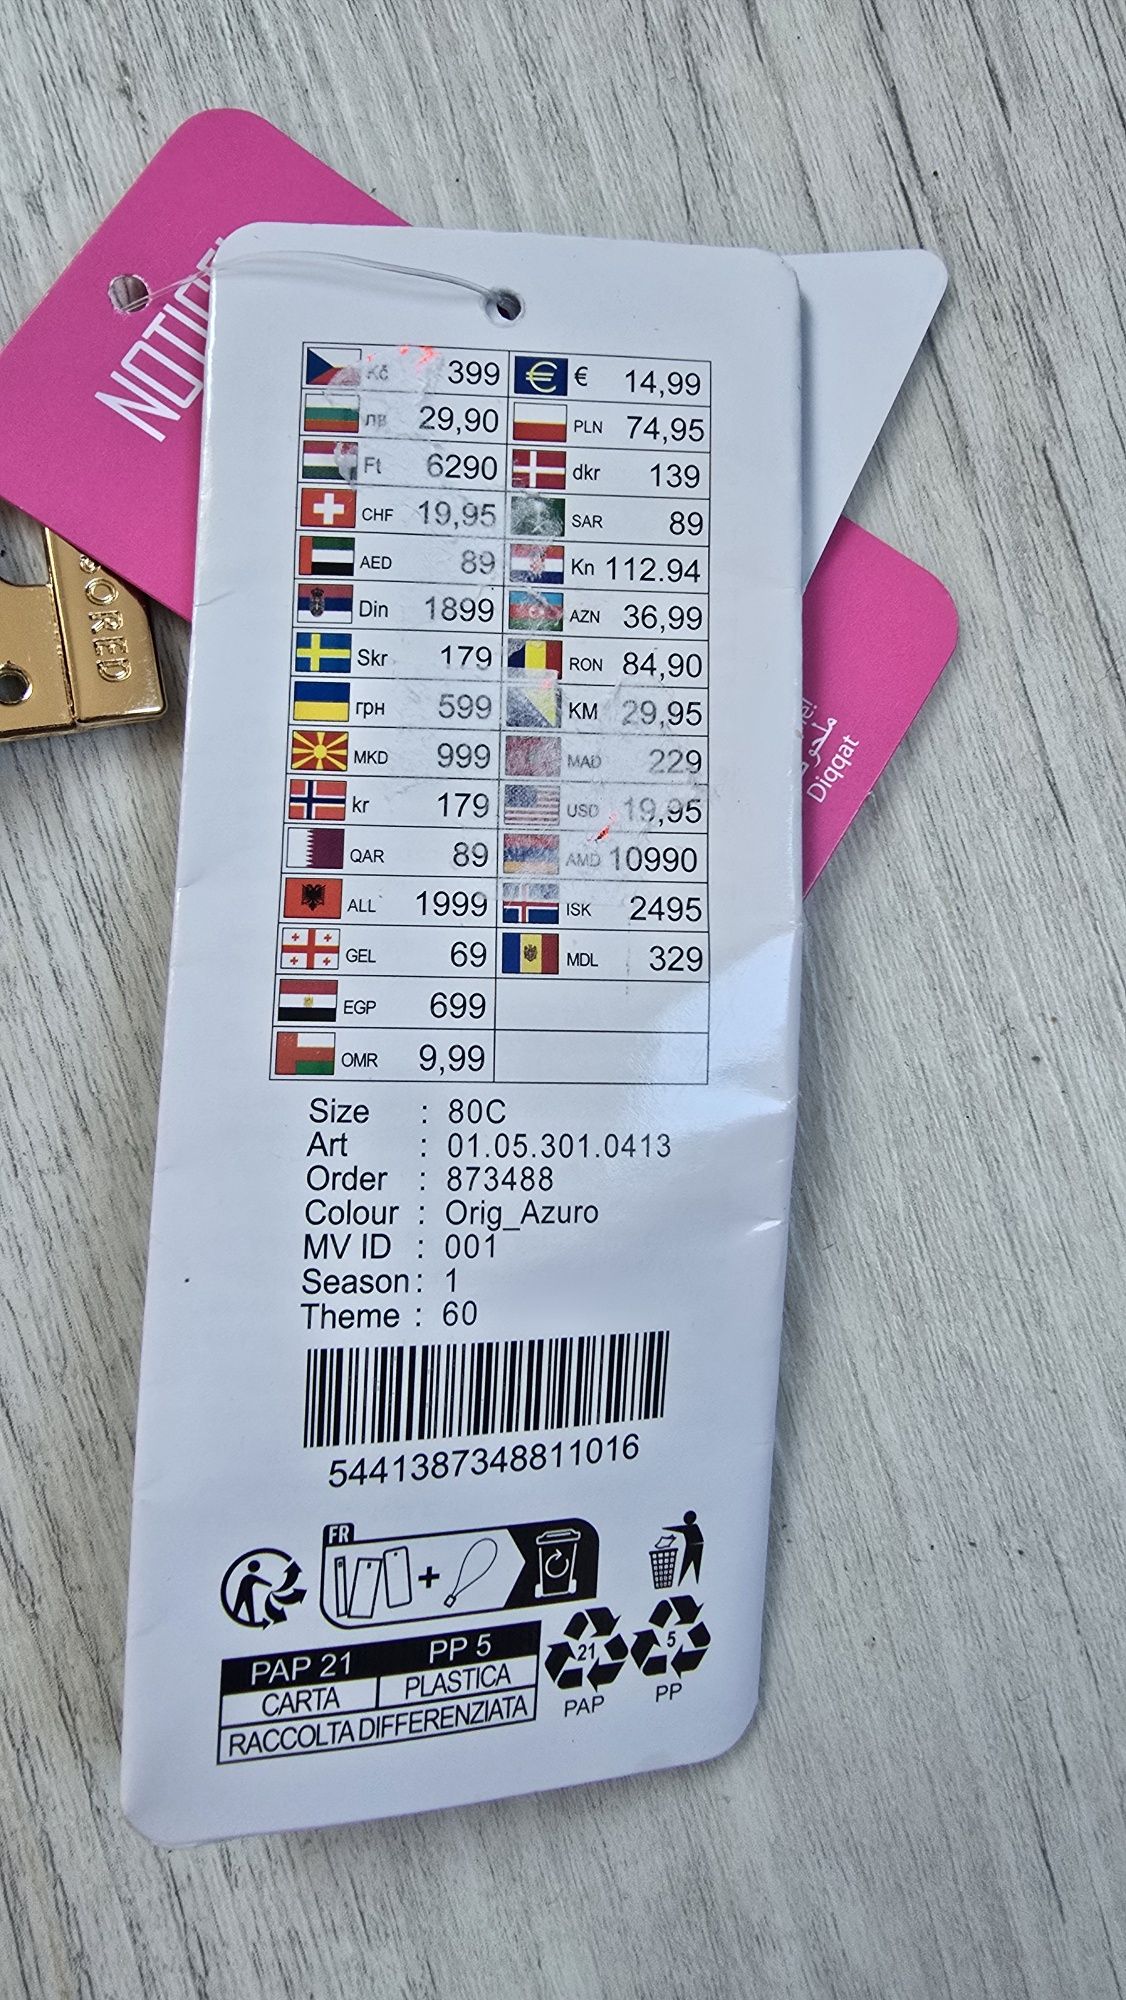 NOTICE
SORED
Kč 399 € 14,99
лв 29,90 PLN 74,95
Ft 6290 dkr 139
CHF 19,95 SAR 89
AED 89 Kn 112.94
Din 1899 AZN 36,99
Skr 179 RON 84,90
грн 599 KM 29,95
MKD 999 MAD 229
kr 179 USD 19,95
QAR 89 AMD 10990
ALL 1999 ISK 2495
GEL 69 MDL 329
EGP 699
OMR 9,99
Diqqat
Size : 80C
Art : 01.05.301.0413
Order : 873488
Colour : Orig_Azuro
MV ID : 001
Season : 1
Theme : 60
5441387348811016
FR
+
PAP 21 PP 5
CARTA PLASTICA
RACCOLTA DIFFERENZIATA
21 5
PAP PP